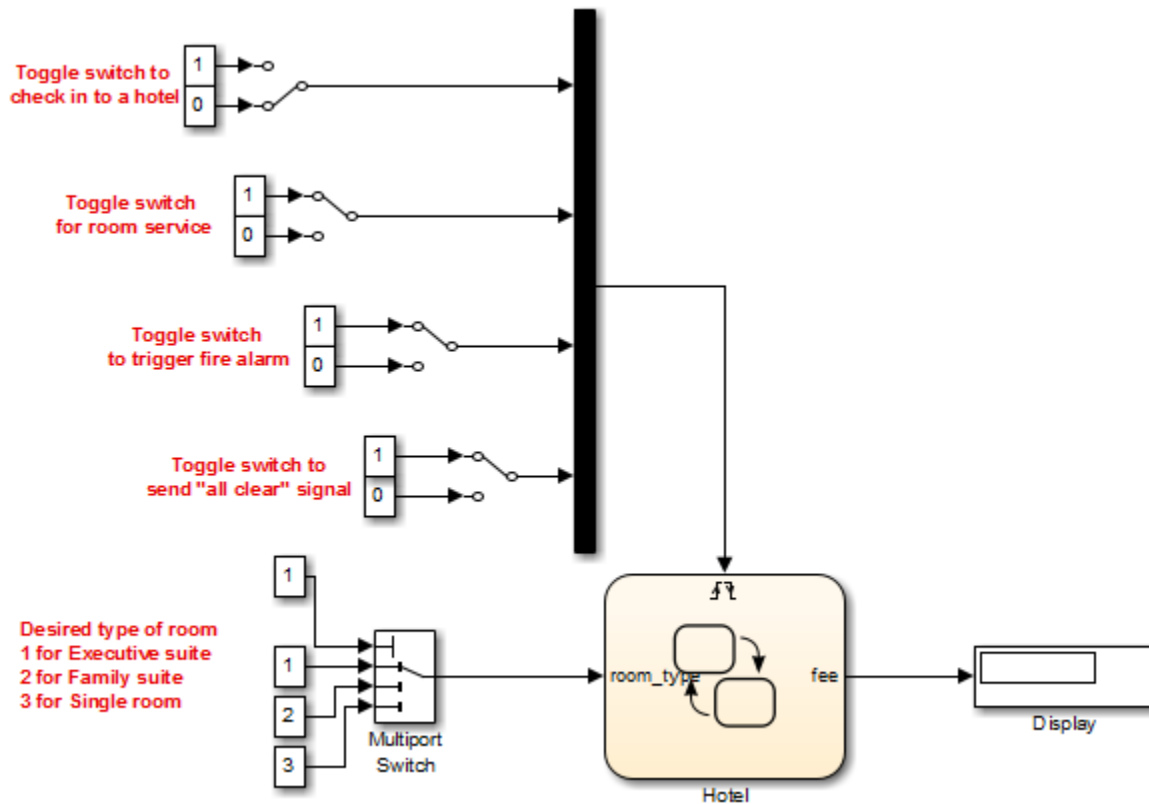 Toggle switch to
check in to a hotel
1
0
Toggle switch
for room service
1
0
Toggle switch
to trigger fire alarm
1
0
Toggle switch to
send "all clear" signal
1
0
1
Desired type of room
1 for Executive suite
2 for Family suite
3 for Single room
1
2
3
Multiport
Switch
room_type
fee
Hotel
Display